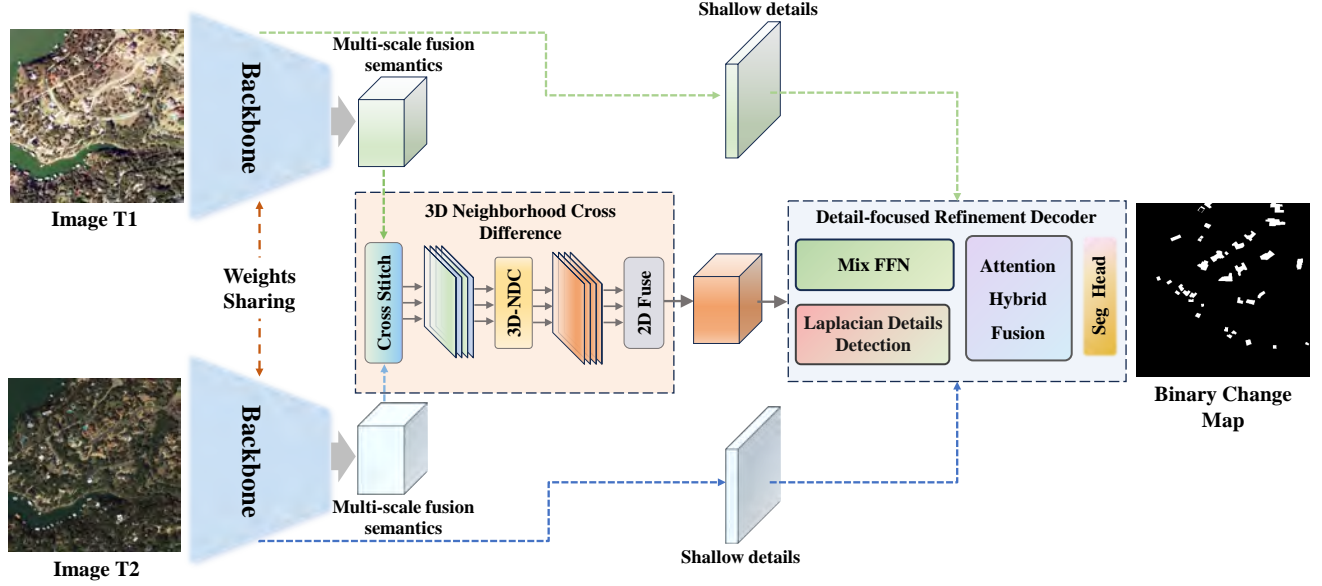 Shallow details
Multi-scale fusion
semantics
Backbone
Image T1
3D Neighborhood Cross
Difference
Detail-focused Refinement Decoder
Cross Stitch
3D-NDC
2D Fuse
Mix FFN
Laplacian Details
Detection
Attention
Hybrid
Fusion
Seg Head
Weights
Sharing
Binary Change
Map
Backbone
Multi-scale fusion
semantics
Shallow details
Image T2